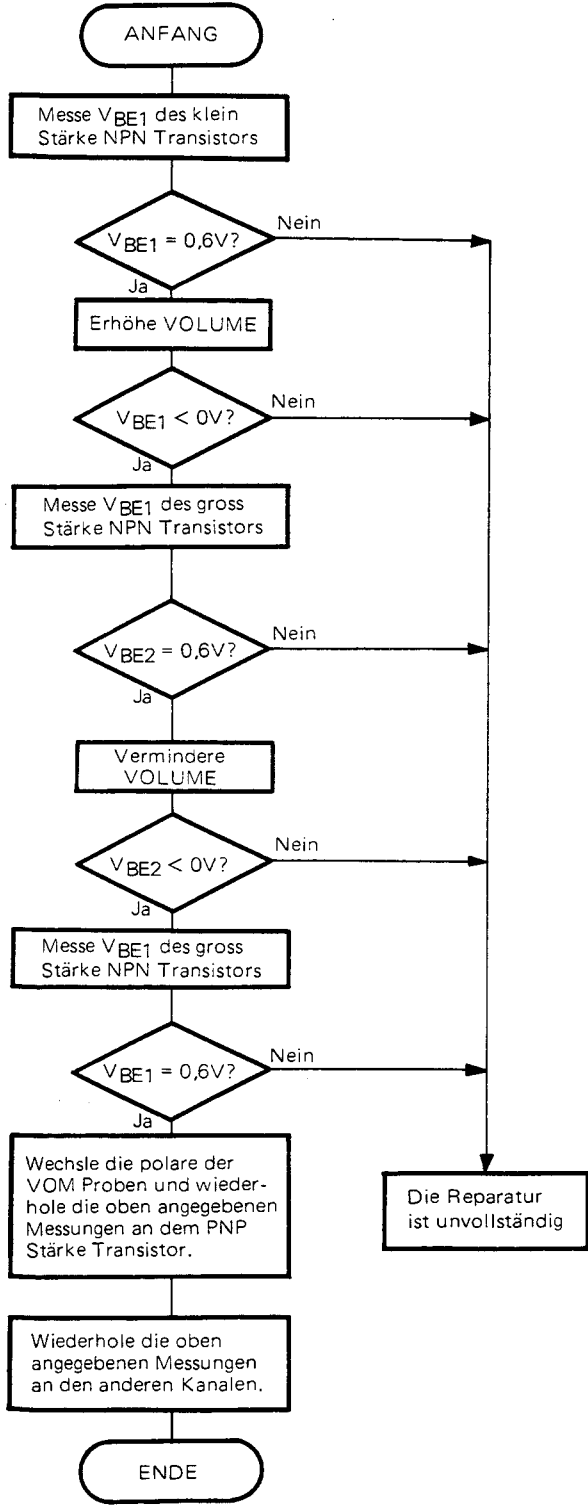 ANFANG
Messe VBE1 des klein
Stärke NPN Transistors
VBE1 = 0,6V?
Nein
Ja
Erhöhe VOLUME
VBE1 < 0V?
Nein
Ja
Messe VBE1 des gross
Stärke NPN Transistors
VBE2 = 0,6V?
Nein
Ja
Vermindere
VOLUME
VBE2 < 0V?
Nein
Ja
Messe VBE1 des gross
Stärke NPN Transistors
VBE1 = 0,6V?
Nein
Ja
Wechsle die polare der
VOM Proben und wieder-
hole die oben angegebenen
Messungen an dem PNP
Stärke Transistor.
Die Reparatur
ist unvollständig
Wiederhole die oben
angegebenen Messungen
an den anderen Kanalen.
ENDE